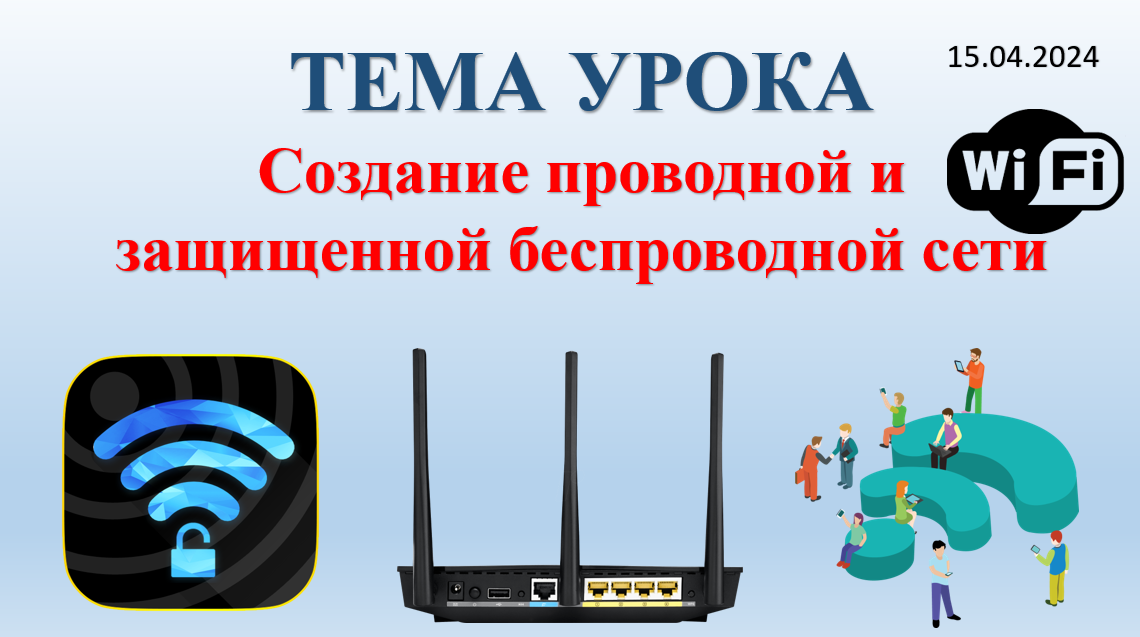 ТЕМА УРОКА
15.04.2024
Создание проводной и
защищенной беспроводной сети
Wi Fi